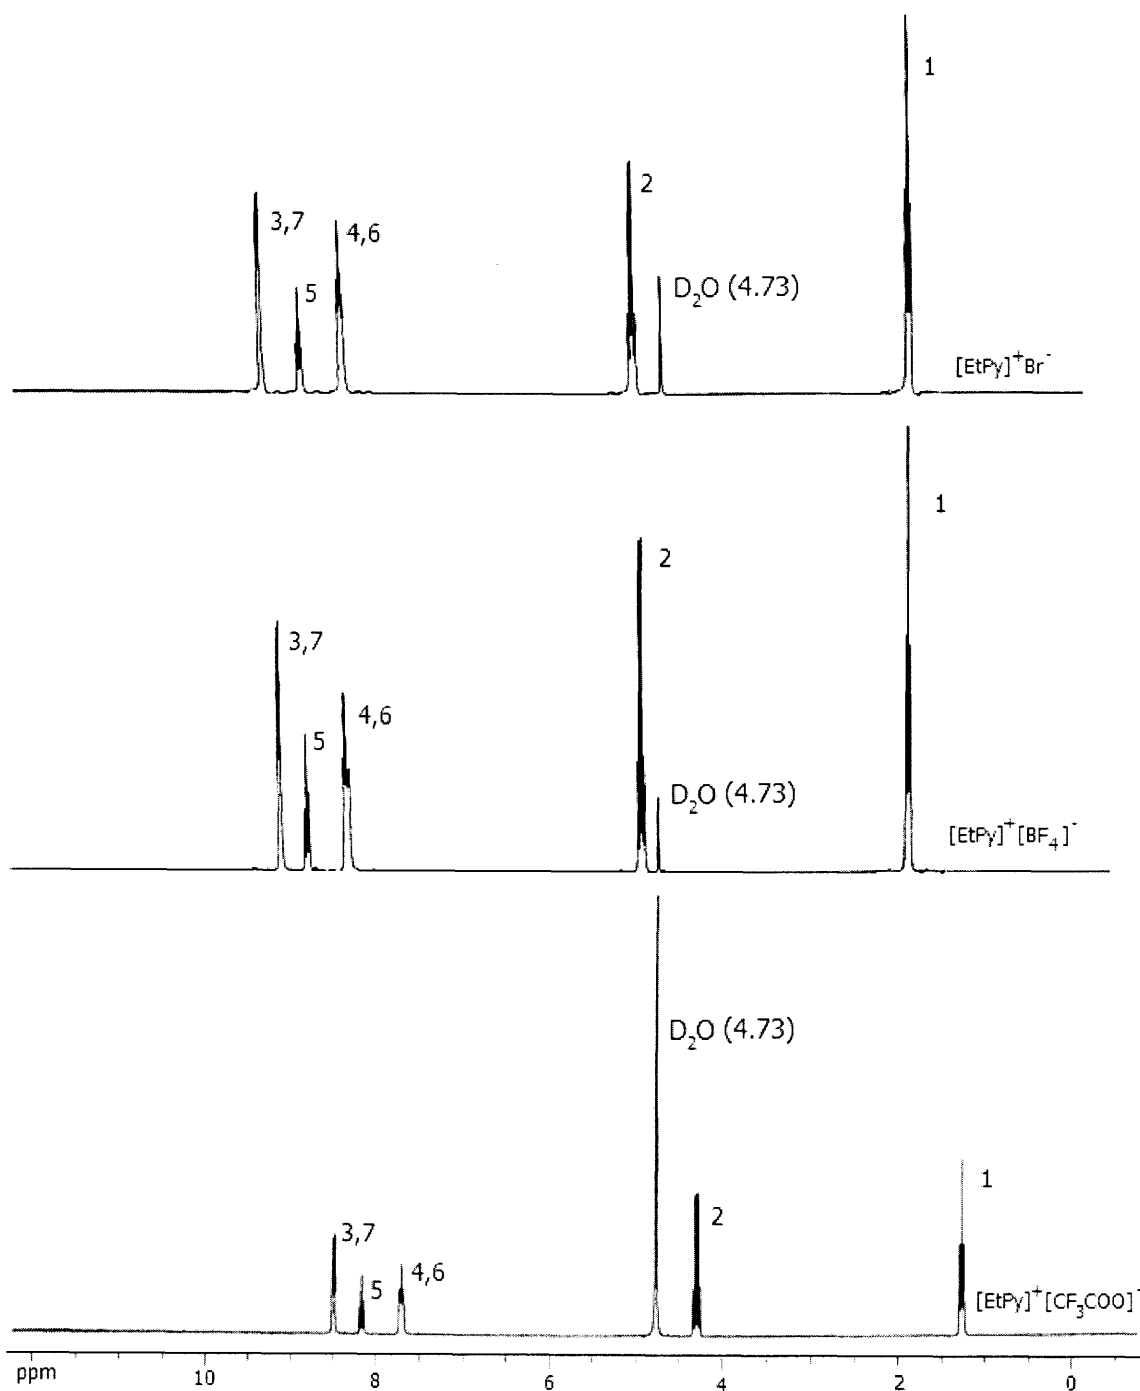 1
2
3,7
4,6
D₂O (4.73)
5
[EtPy]⁺Br⁻
1
2
3,7
4,6
5
D₂O (4.73)
[EtPy]⁺[BF₄]⁻
D₂O (4.73)
1
2
3,7
4,6
5
[EtPy]⁺[CF₃COO]⁻
ppm 10 8 6 4 2 0